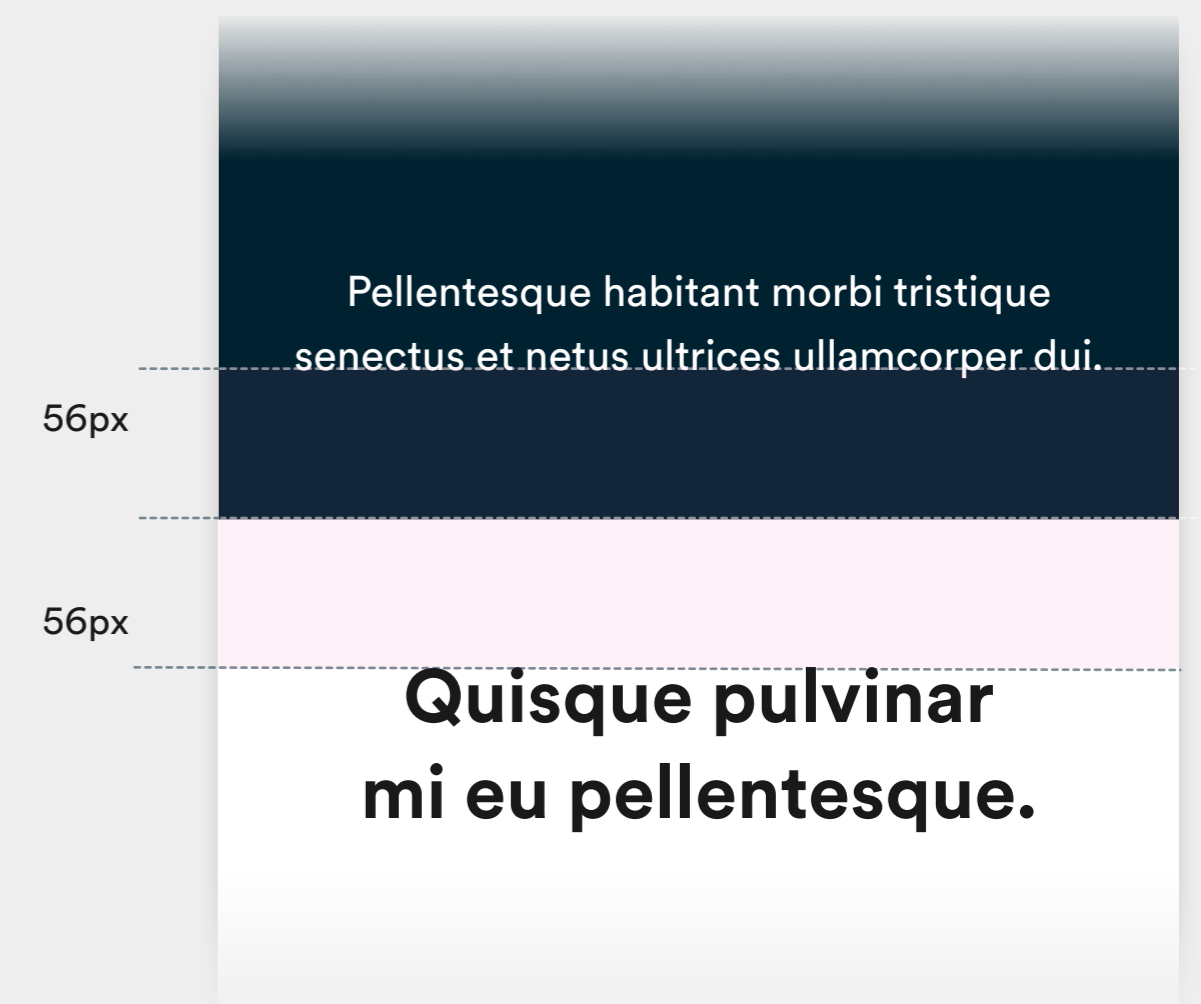 Pellentesque habitant morbi tristique
senectus et netus ultrices ullamcorper dui.
56px
56px
Quisque pulvinar
mi eu pellentesque.